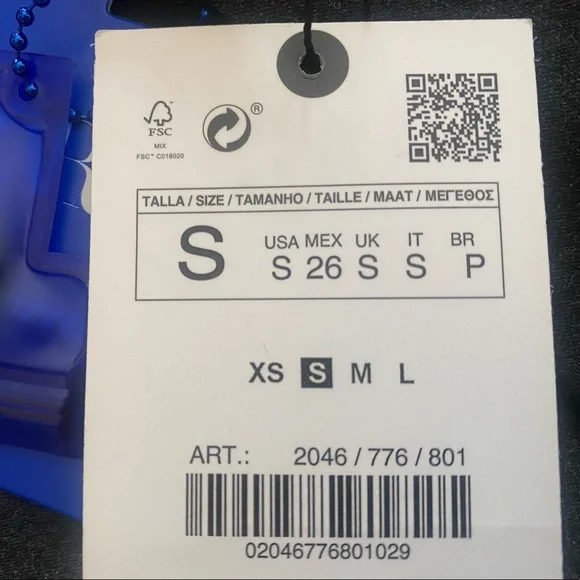 ®
FSC
MIX
FSC™ C016020
TALLA / SIZE / TAMANHO / TAILLE / MAAT / ΜΕΓΕΘΟΣ
S
USA MEX UK IT BR
S 26 S S P
XS S M L
ART.: 2046 / 776 / 801
02046776801029